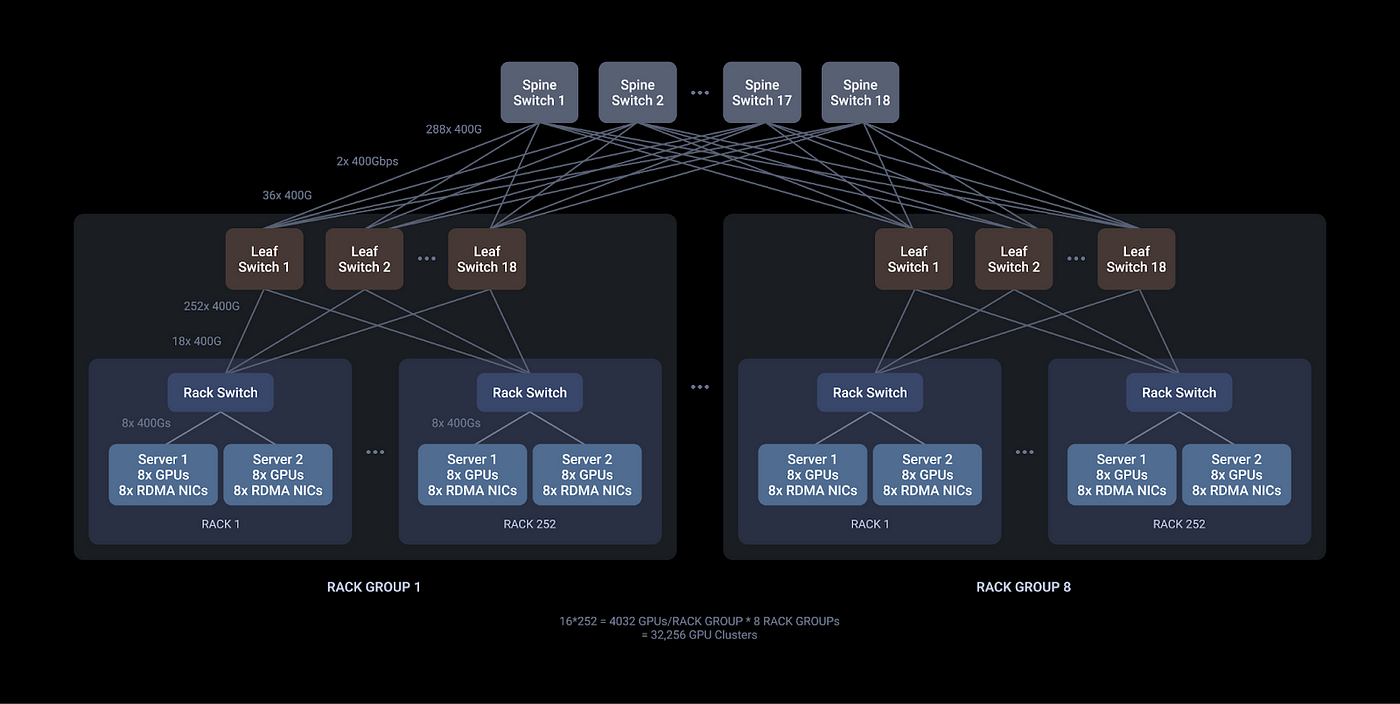 Spine
Switch 1
Spine
Switch 2
Spine
Switch 17
Spine
Switch 18
288x 400G
2x 400Gbps
36x 400G
Leaf
Switch 1
Leaf
Switch 2
Leaf
Switch 18
Leaf
Switch 1
Leaf
Switch 2
Leaf
Switch 18
252x 400G
18x 400G
Rack Switch
Rack Switch
Rack Switch
Rack Switch
8x 400Gs
8x 400Gs
Server 1
8x GPUs
8x RDMA NICs
Server 2
8x GPUs
8x RDMA NICs
Server 1
8x GPUs
8x RDMA NICs
Server 2
8x GPUs
8x RDMA NICs
Server 1
8x GPUs
8x RDMA NICs
Server 2
8x GPUs
8x RDMA NICs
Server 1
8x GPUs
8x RDMA NICs
Server 2
8x GPUs
8x RDMA NICs
RACK 1
RACK 252
RACK 1
RACK 252
RACK GROUP 1
RACK GROUP 8
16*252 = 4032 GPUs/RACK GROUP * 8 RACK GROUPs
= 32,256 GPU Clusters